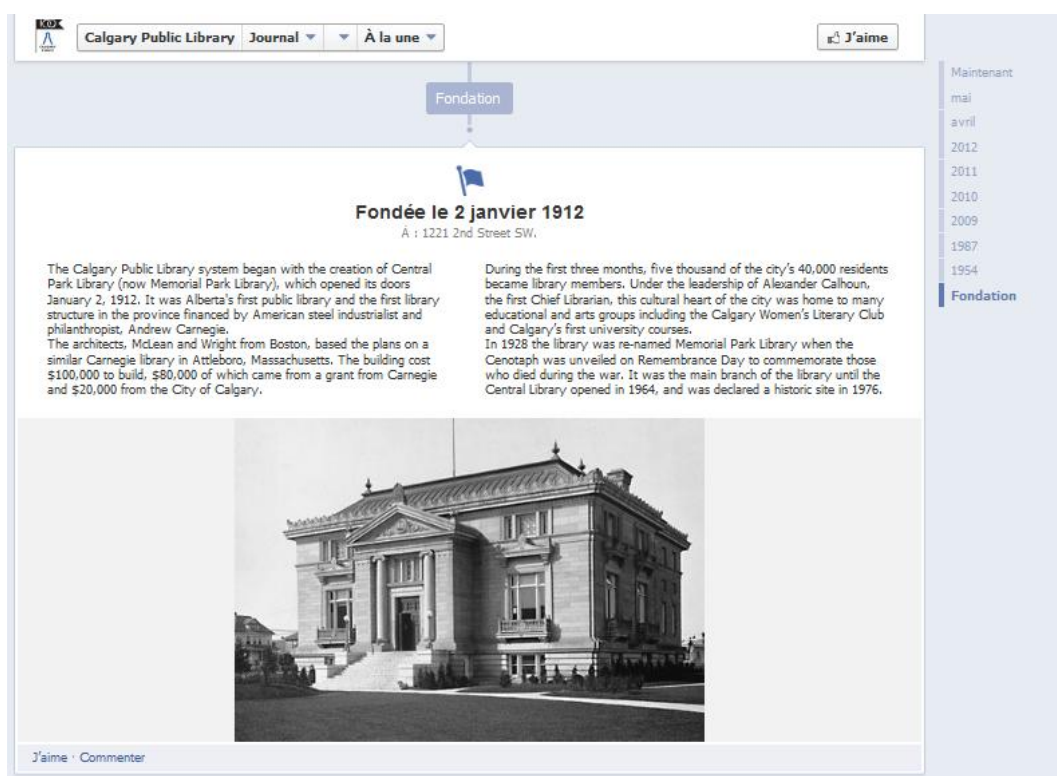 Calgary Public Library Journal À la une
J'aime
Maintenant
mai
avril
2012
2011
2010
2009
1987
1954
Fondation
Fondation
Fondée le 2 janvier 1912
À : 1221 2nd Street SW.
The Calgary Public Library system began with the creation of Central
Park Library (now Memorial Park Library), which opened its doors
January 2, 1912. It was Alberta's first public library and the first library
structure in the province financed by American steel industrialist and
philanthropist, Andrew Carnegie.
The architects, McLean and Wright from Boston, based the plans on a
similar Carnegie library in Attleboro, Massachusetts. The building cost
$100,000 to build, $80,000 of which came from a grant from Carnegie
and $20,000 from the City of Calgary.
During the first three months, five thousand of the city's 40,000 residents
became library members. Under the leadership of Alexander Calhoun,
the first Chief Librarian, this cultural heart of the city was home to many
educational and arts groups including the Calgary Women's Literary Club
and Calgary's first university courses.
In 1928 the library was re-named Memorial Park Library when the
Cenotaph was unveiled on Remembrance Day to commemorate those
who died during the war. It was the main branch of the library until the
Central Library opened in 1964, and was declared a historic site in 1976.
J'aime · Commenter